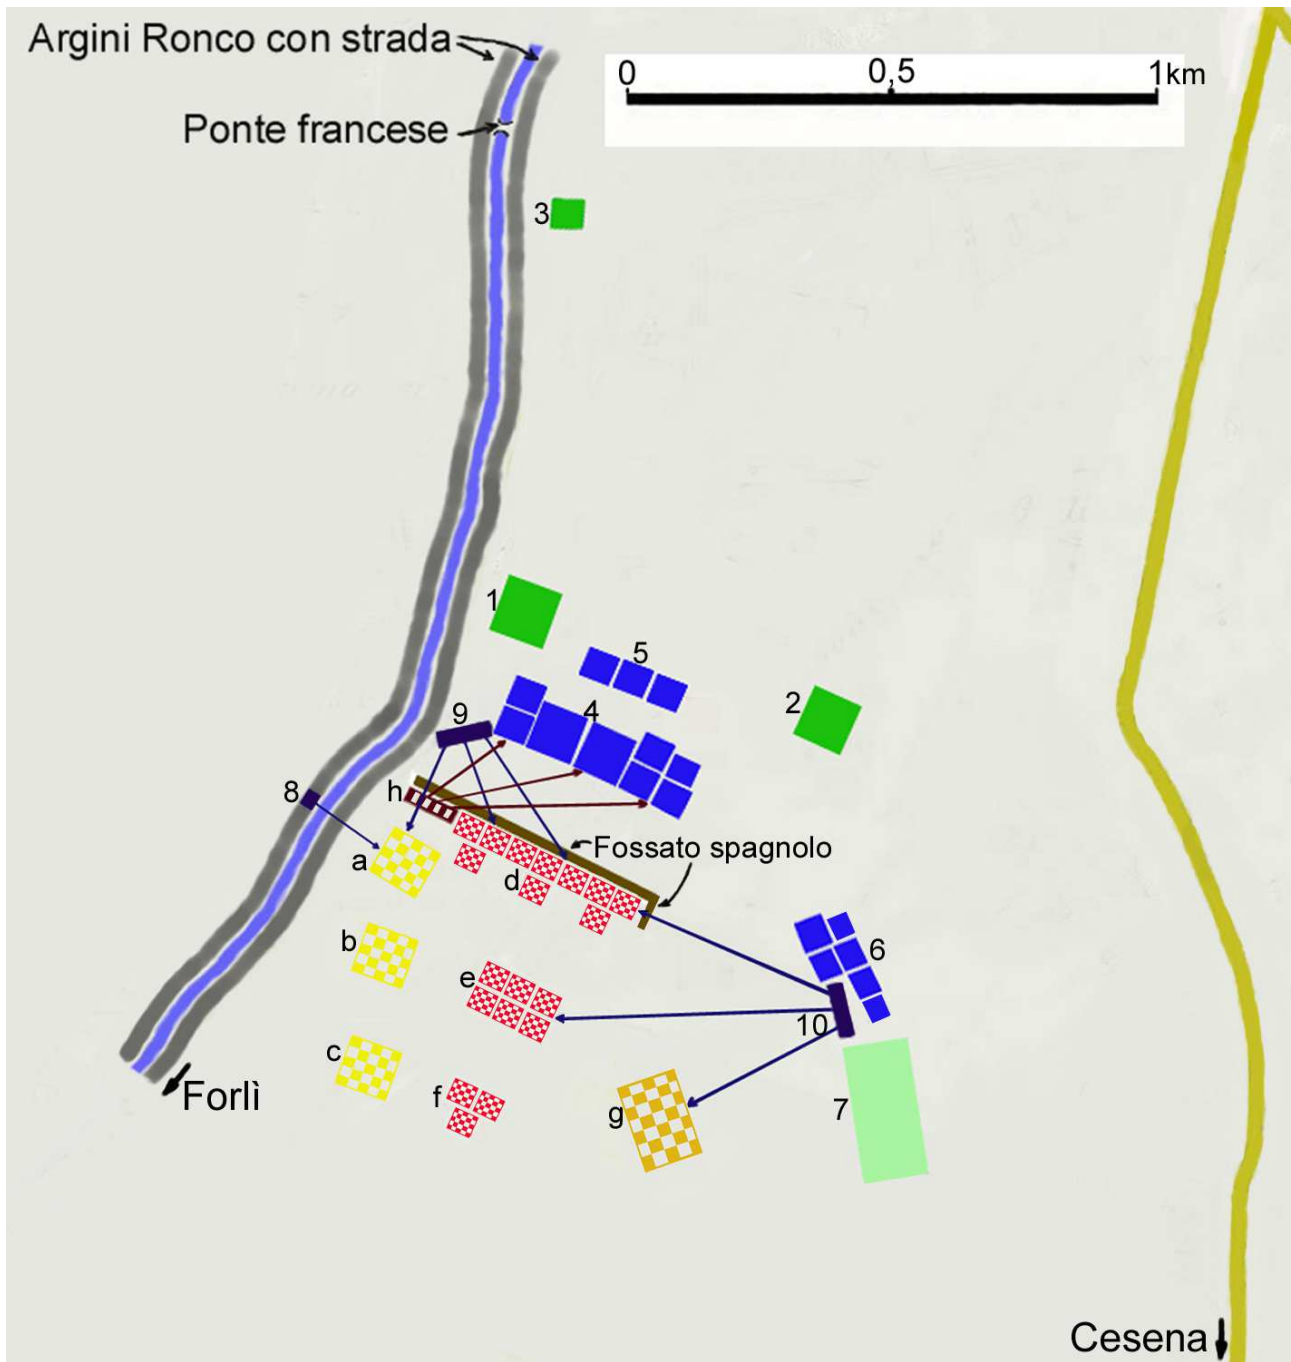 Argini Ronco con strada
0 0,5 1km
Ponte francese
3
1
5
2
4
9
8
h
Fossato spagnolo
a
d
b
6
e
10
c
f
7
g
Forlì
Cesena